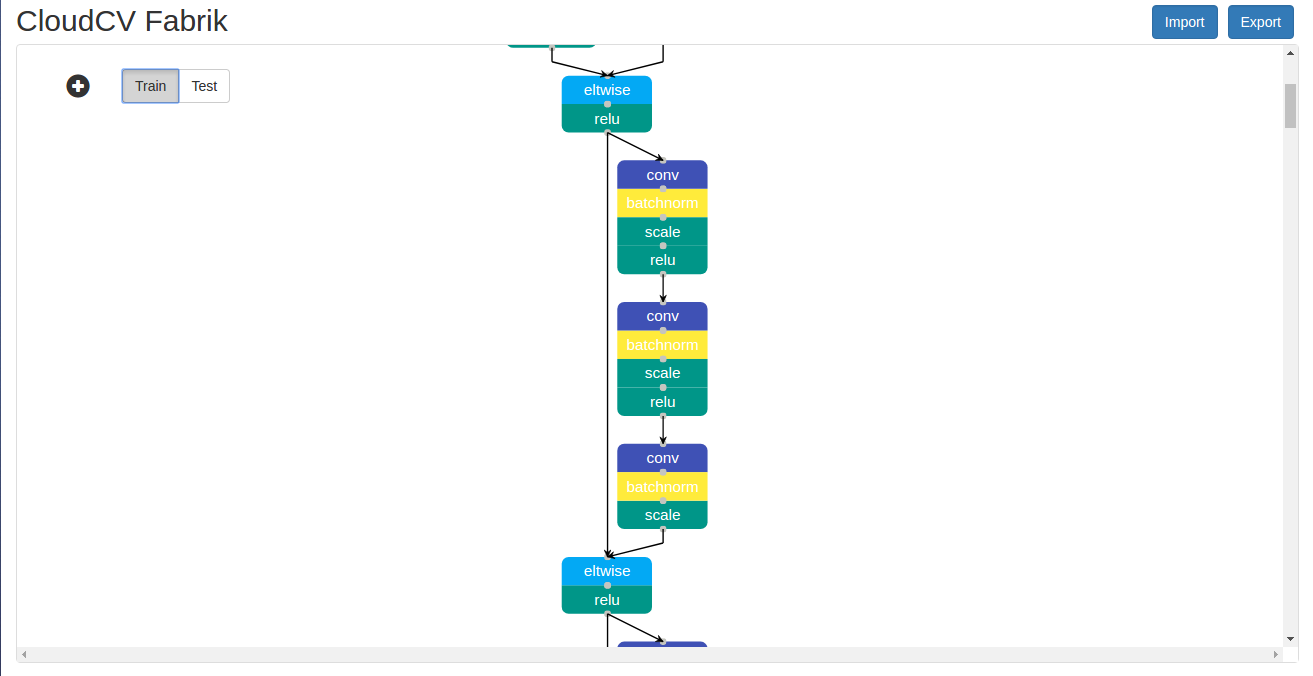 CloudCV Fabrik
Import
Export
Train
Test
eltwise
relu
conv
batchnorm
scale
relu
conv
batchnorm
scale
relu
conv
batchnorm
scale
eltwise
relu